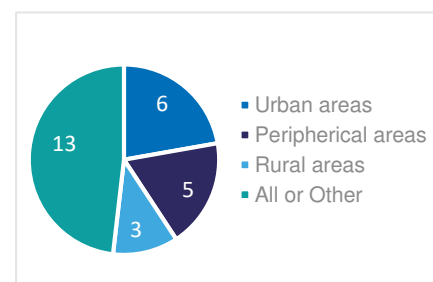 6
13
5
3
Urban areas
Peripherical areas
Rural areas
All or Other